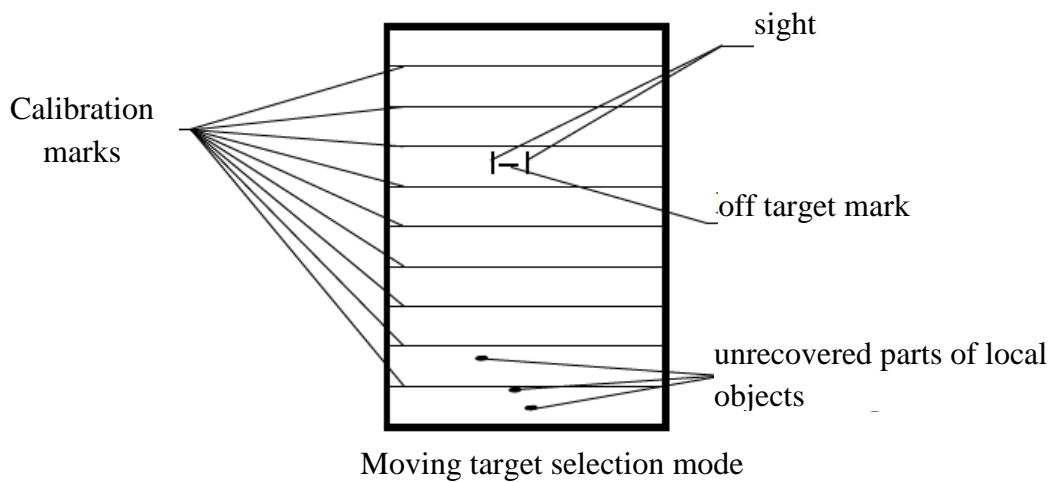 sight
Calibration
marks
off target mark
unrecovered parts of local
objects
Moving target selection mode